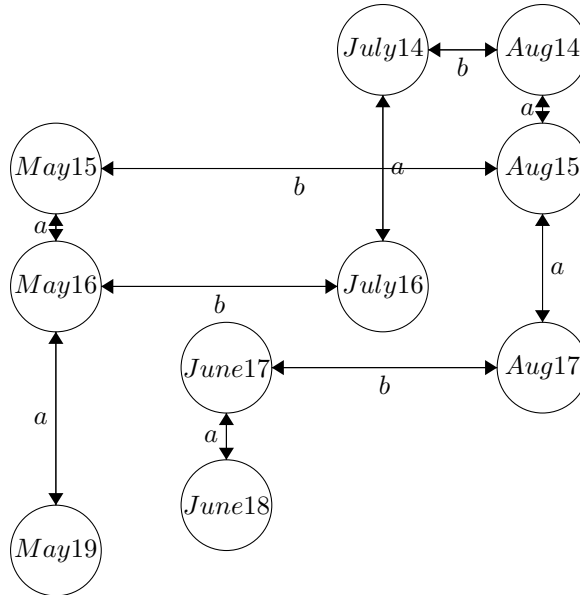 July14 b Aug14
a
May15 b a Aug15
a
May16 b July16 a
June17 b Aug17
a a
June18
May19